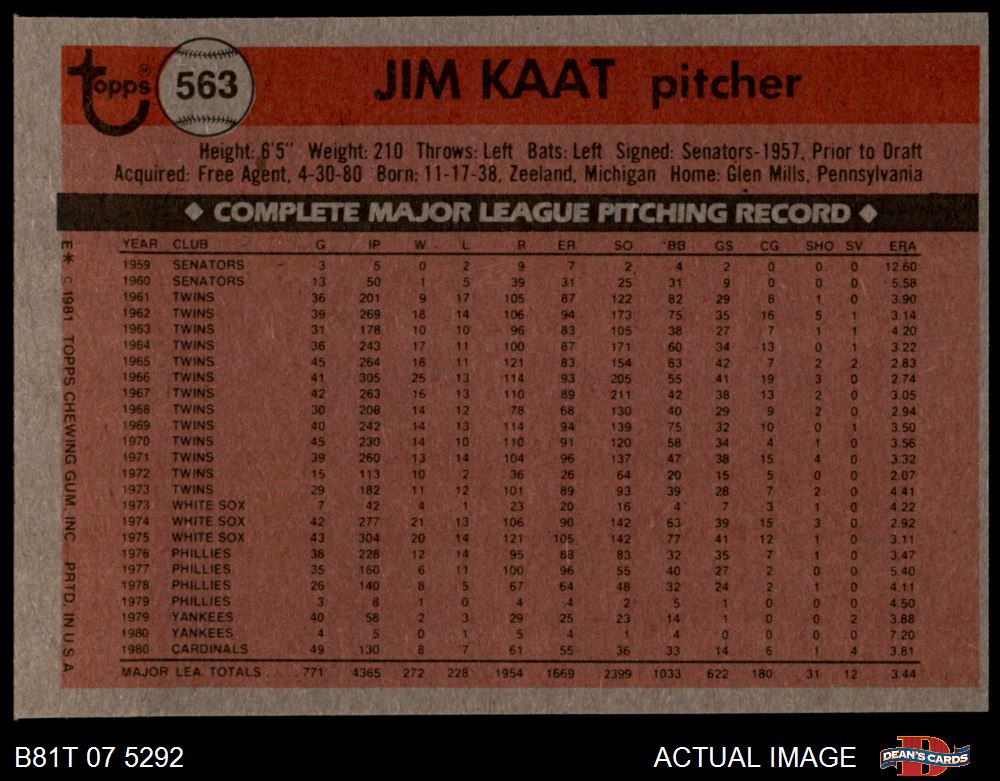 Topps 563 JIM KAAT pitcher
Height: 6'5" Weight: 210 Throws: Left Bats: Left Signed: Senators-1957, Prior to Draft
Acquired: Free Agent, 4-30-80 Born: 11-17-38, Zeeland, Michigan Home: Glen Mills, Pennsylvania
◆ COMPLETE MAJOR LEAGUE PITCHING RECORD ◆
YEAR CLUB G IP W L R ER SO BB GS CG SHO SV ERA
1959 SENATORS 3 5 0 2 9 7 2 4 2 0 0 0 12.60
1960 SENATORS 13 50 1 5 39 31 25 31 9 0 0 0 5.58
1961 TWINS 36 201 9 17 105 87 122 82 29 8 1 0 3.90
1962 TWINS 39 269 18 14 106 94 173 75 35 16 5 1 3.14
1963 TWINS 31 178 10 10 96 83 105 38 27 7 1 1 4.20
1964 TWINS 36 243 17 11 100 87 171 60 34 13 0 1 3.22
1965 TWINS 45 264 18 11 121 83 154 63 42 7 2 2 2.83
1966 TWINS 41 305 25 13 114 93 205 55 41 19 3 0 2.74
1967 TWINS 42 263 16 13 110 89 211 42 38 13 2 0 3.05
1968 TWINS 30 208 14 12 78 68 130 40 29 9 2 0 2.94
1969 TWINS 40 242 14 13 114 94 139 75 32 10 0 1 3.50
1970 TWINS 45 230 14 10 110 91 120 58 34 4 1 0 3.56
1971 TWINS 39 260 13 14 104 96 137 47 38 15 4 0 3.32
1972 TWINS 15 113 10 2 36 26 64 20 15 5 0 0 2.07
1973 TWINS 29 182 11 12 101 89 93 39 28 7 2 0 4.41
1973 WHITE SOX 7 42 4 1 23 20 16 4 7 3 1 0 4.22
1974 WHITE SOX 42 277 21 13 106 90 142 63 39 15 3 0 2.92
1975 WHITE SOX 43 304 20 14 121 105 142 77 41 12 1 0 3.11
1976 PHILLIES 38 228 12 14 95 88 83 32 35 7 1 0 3.47
1977 PHILLIES 35 160 6 11 100 96 55 40 27 2 0 0 5.40
1978 PHILLIES 26 140 8 5 67 64 48 32 24 2 1 0 4.11
1979 PHILLIES 3 8 1 0 4 4 2 5 1 0 0 0 4.50
1979 YANKEES 40 58 2 3 29 25 23 14 1 0 0 2 3.88
1980 YANKEES 4 5 0 1 5 4 1 4 0 0 0 0 7.20
1980 CARDINALS 49 130 8 7 61 55 36 33 14 6 1 4 3.81
MAJOR LEA. TOTALS 771 4365 272 228 1954 1669 2399 1033 622 180 31 12 3.44
E* © 1981 TOPPS CHEWING GUM, INC. PRTD. IN U.S.A.
B81T 07 5292 ACTUAL IMAGE DEAN'S CARDS